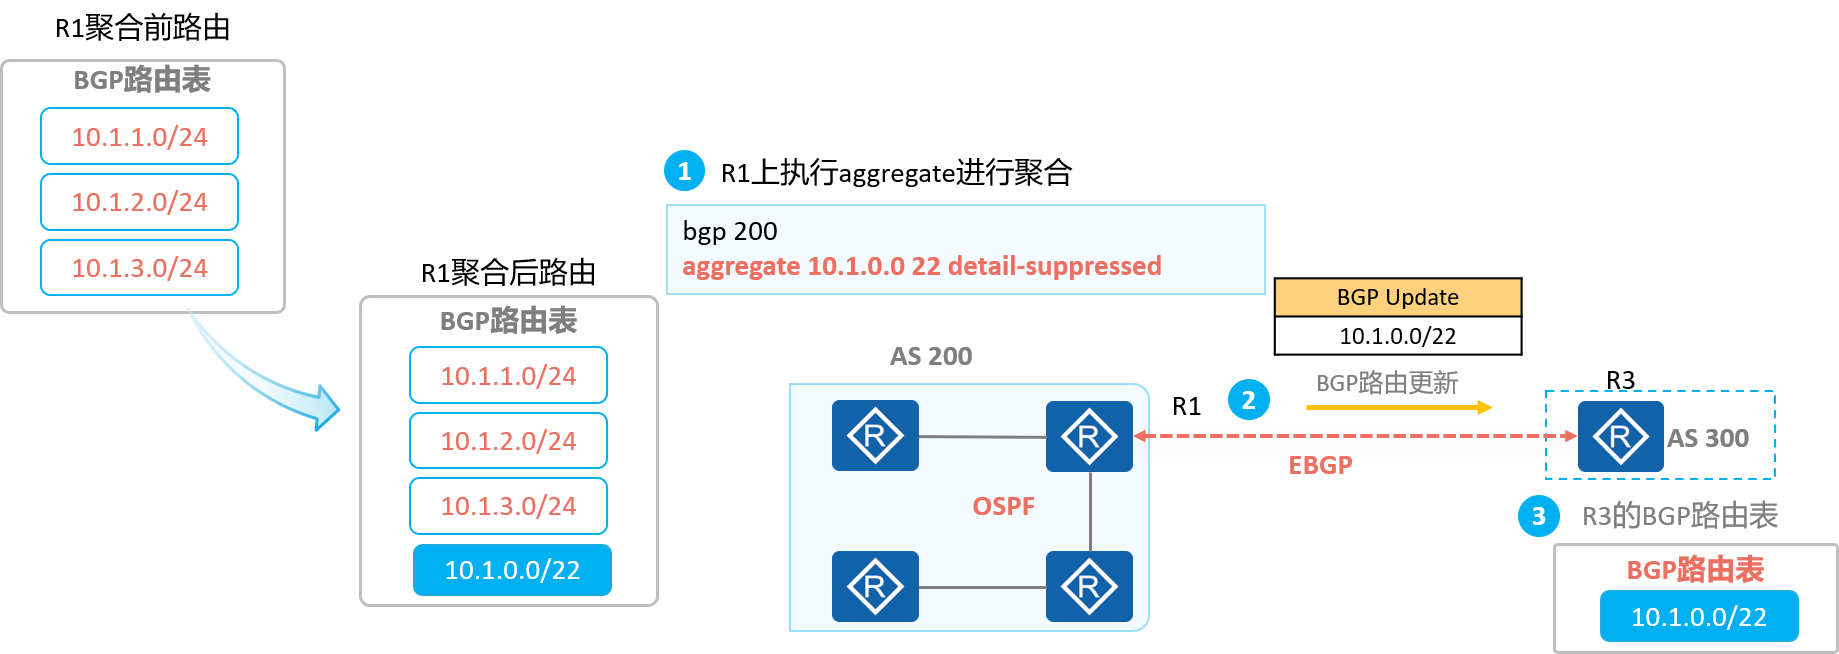 R1聚合前路由
BGP路由表
10.1.1.0/24
10.1.2.0/24
10.1.3.0/24
R1聚合后路由
BGP路由表
10.1.1.0/24
10.1.2.0/24
10.1.3.0/24
10.1.0.0/22
1 R1上执行aggregate进行聚合
bgp 200
aggregate 10.1.0.0 22 detail-suppressed
BGP Update
10.1.0.0/22
BGP路由更新
AS 200
R
R
R
R
OSPF
R1
2
EBGP
R3
R
AS 300
3 R3的BGP路由表
BGP路由表
10.1.0.0/22